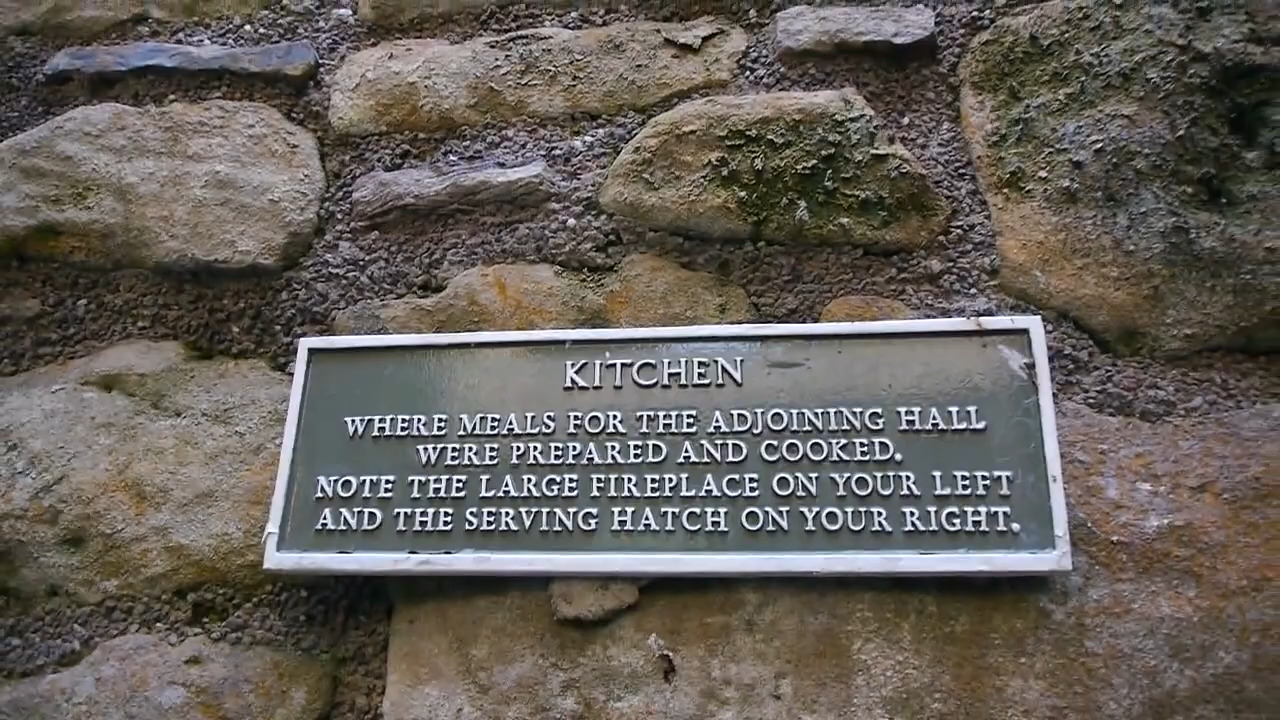 KITCHEN
WHERE MEALS FOR THE ADJOINING HALL
WERE PREPARED AND COOKED.
NOTE THE LARGE FIREPLACE ON YOUR LEFT
AND THE SERVING HATCH ON YOUR RIGHT.